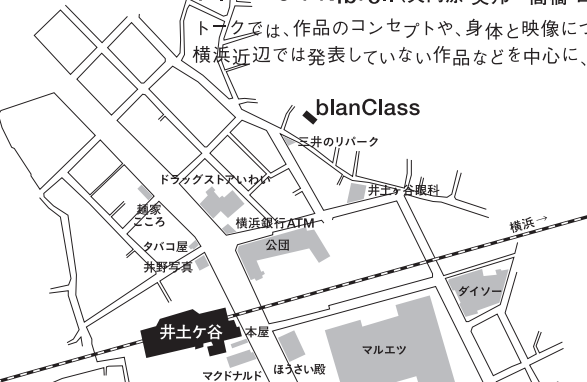 トークでは、作品のコンセプトや、身体と映像につ
横浜近辺では発表していない作品などを中心に、
blanClass
三井のリパーク
ドラッグストアいわい
井土ヶ谷眼科
麺家
こころ
横浜銀行ATM
横浜→
タバコ屋
公団
井野写真
ダイソー
井土ケ谷
本屋
マルエツ
マクドナルド
ほうさい殿